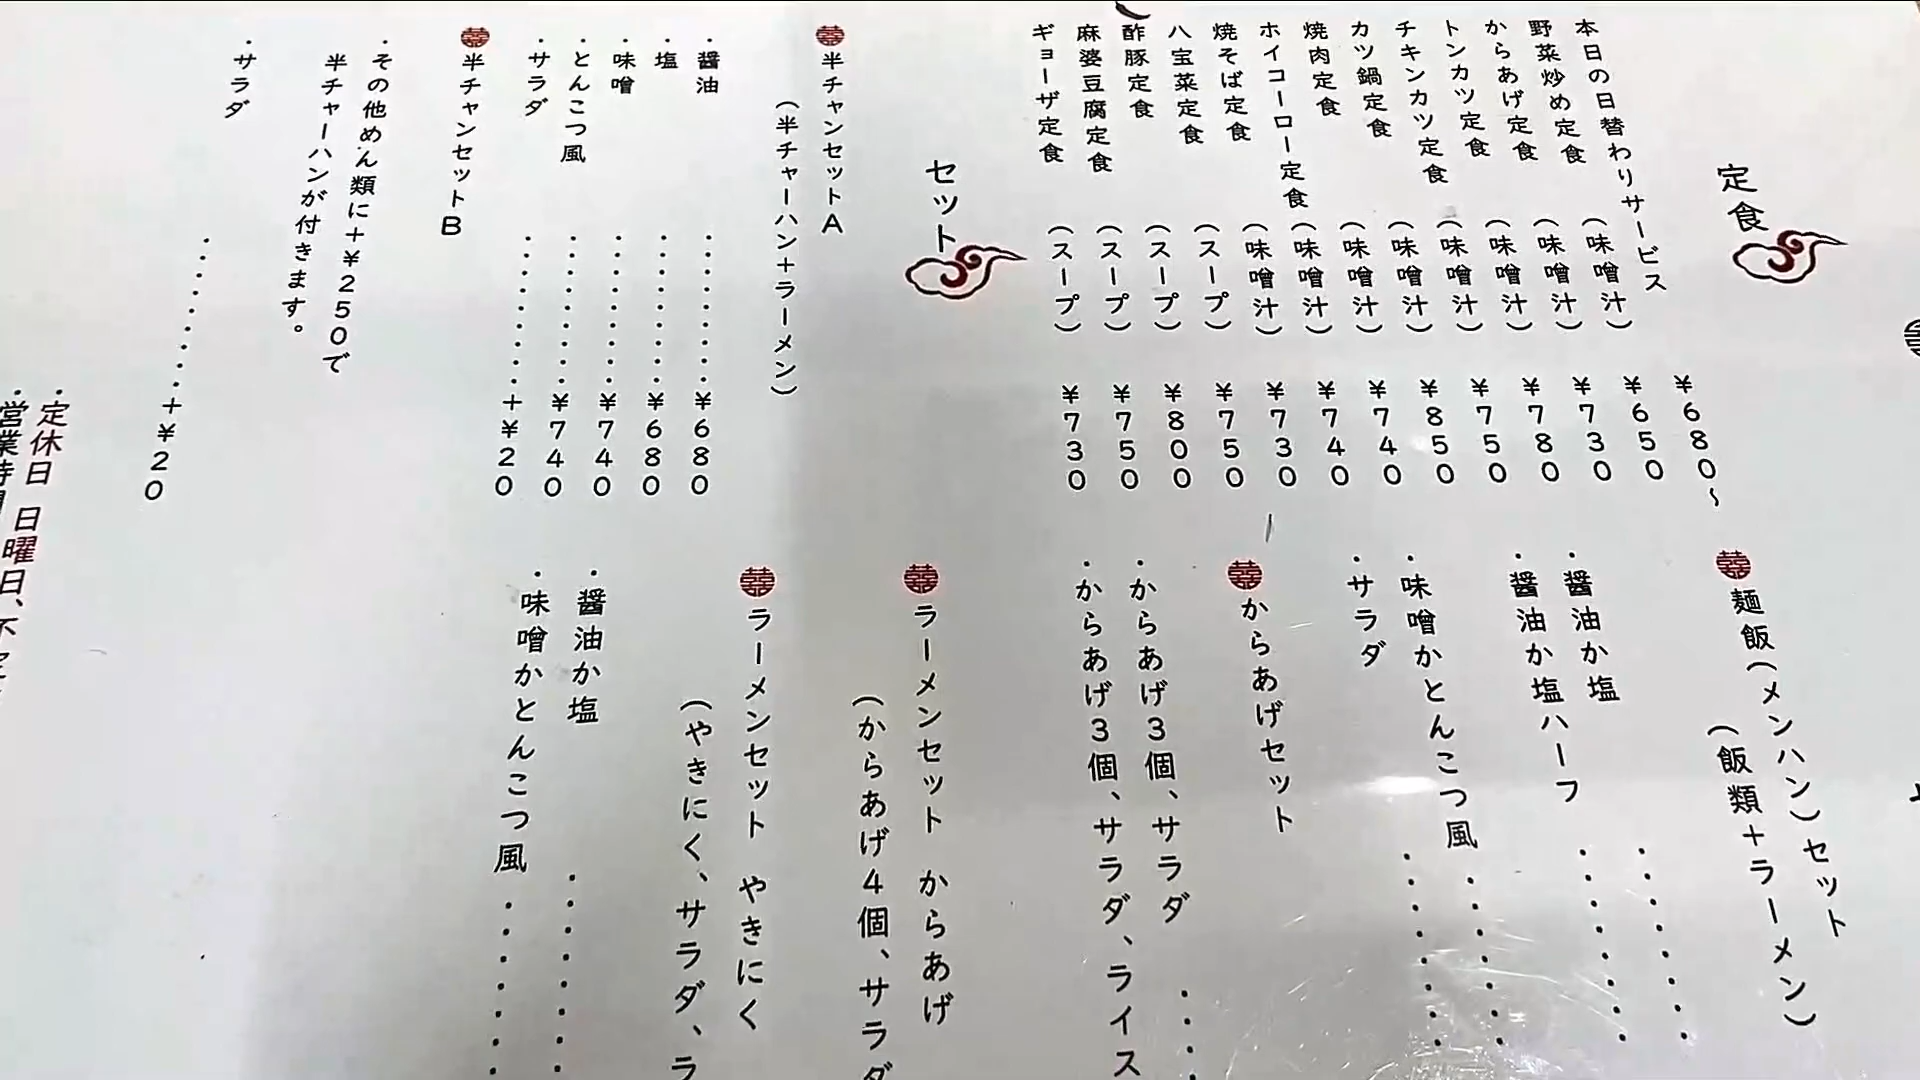 定食
本日の日替わりサービス ¥680〜
野菜炒め定食 (味噌汁) ¥650
からあげ定食 (味噌汁) ¥730
トンカツ定食 (味噌汁) ¥780
チキンカツ定食 (味噌汁) ¥750
カツ鍋定食 (味噌汁) ¥850
焼肉定食 (味噌汁) ¥740
ホイコーロー定食 (味噌汁) ¥740
焼そば定食 (味噌汁) ¥730
八宝菜定食 (スープ) ¥750
酢豚定食 (スープ) ¥800
麻婆豆腐定食 (スープ) ¥750
ギョーザ定食 (スープ) ¥730
セット
半チャンセットA
(半チャーハン+ラーメン)
・醤油 ・・・・・・・・・・¥680
・塩 ・・・・・・・・・・¥680
・味噌 ・・・・・・・・・・¥740
・とんこつ風 ・・・・・・・・・・¥740
・サラダ ・・・・・・・・・・+¥20
半チャンセットB
・その他めん類に+¥250で
半チャーハンが付きます。
・サラダ ・・・・・・・・・・+¥20
麺飯(メンハン)セット
(飯類+ラーメン)
・醤油か塩 ・・・・・・・・
・醤油か塩ハーフ ・・・・・・・・
・味噌かとんこつ風 ・・・・・・・
・サラダ ・・・・・・・・
からあげセット
・からあげ3個、サラダ ・・・・
・からあげ3個、サラダ、ライス
ラーメンセット からあげ
(からあげ4個、サラダ
ラーメンセット やきにく
(やきにく、サラダ、ラ
・醤油か塩 ・・・・・・・・
・味噌かとんこつ風 ・・・・・・・
・定休日 日曜日、不
・営業時間